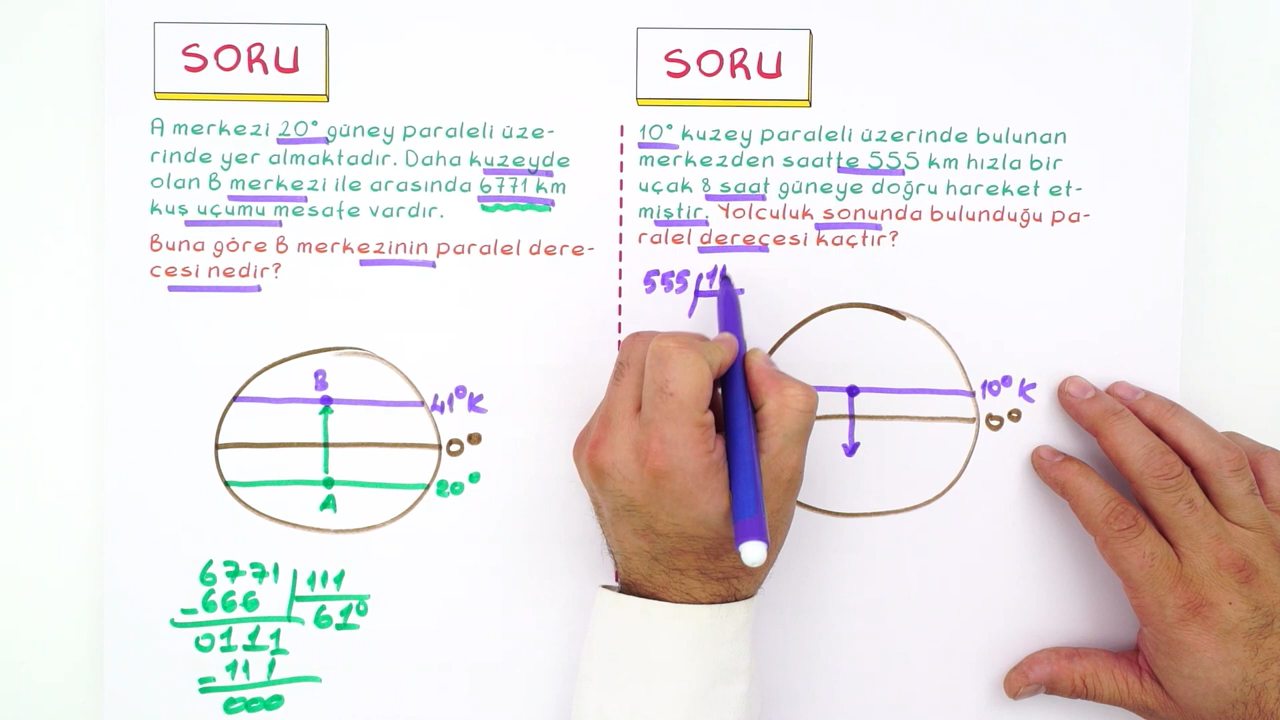 SORU
A merkezi 20° güney paraleli üze-
rinde yer almaktadır. Daha kuzeyde
olan B merkezi ile arasında 6771 km
kuş uçumu mesafe vardır.
Buna göre B merkezinin paralel dere-
cesi nedir?
B
41° K
0°
20°
A
6771 111
-666 61°
0111
-111
000
SORU
10° kuzey paraleli üzerinde bulunan
merkezden saatte 555 km hızla bir
uçak 8 saat güneye doğru hareket et-
miştir. Yolculuk sonunda bulunduğu pa-
ralel derecesi kaçtır?
555 11
10° K
0°